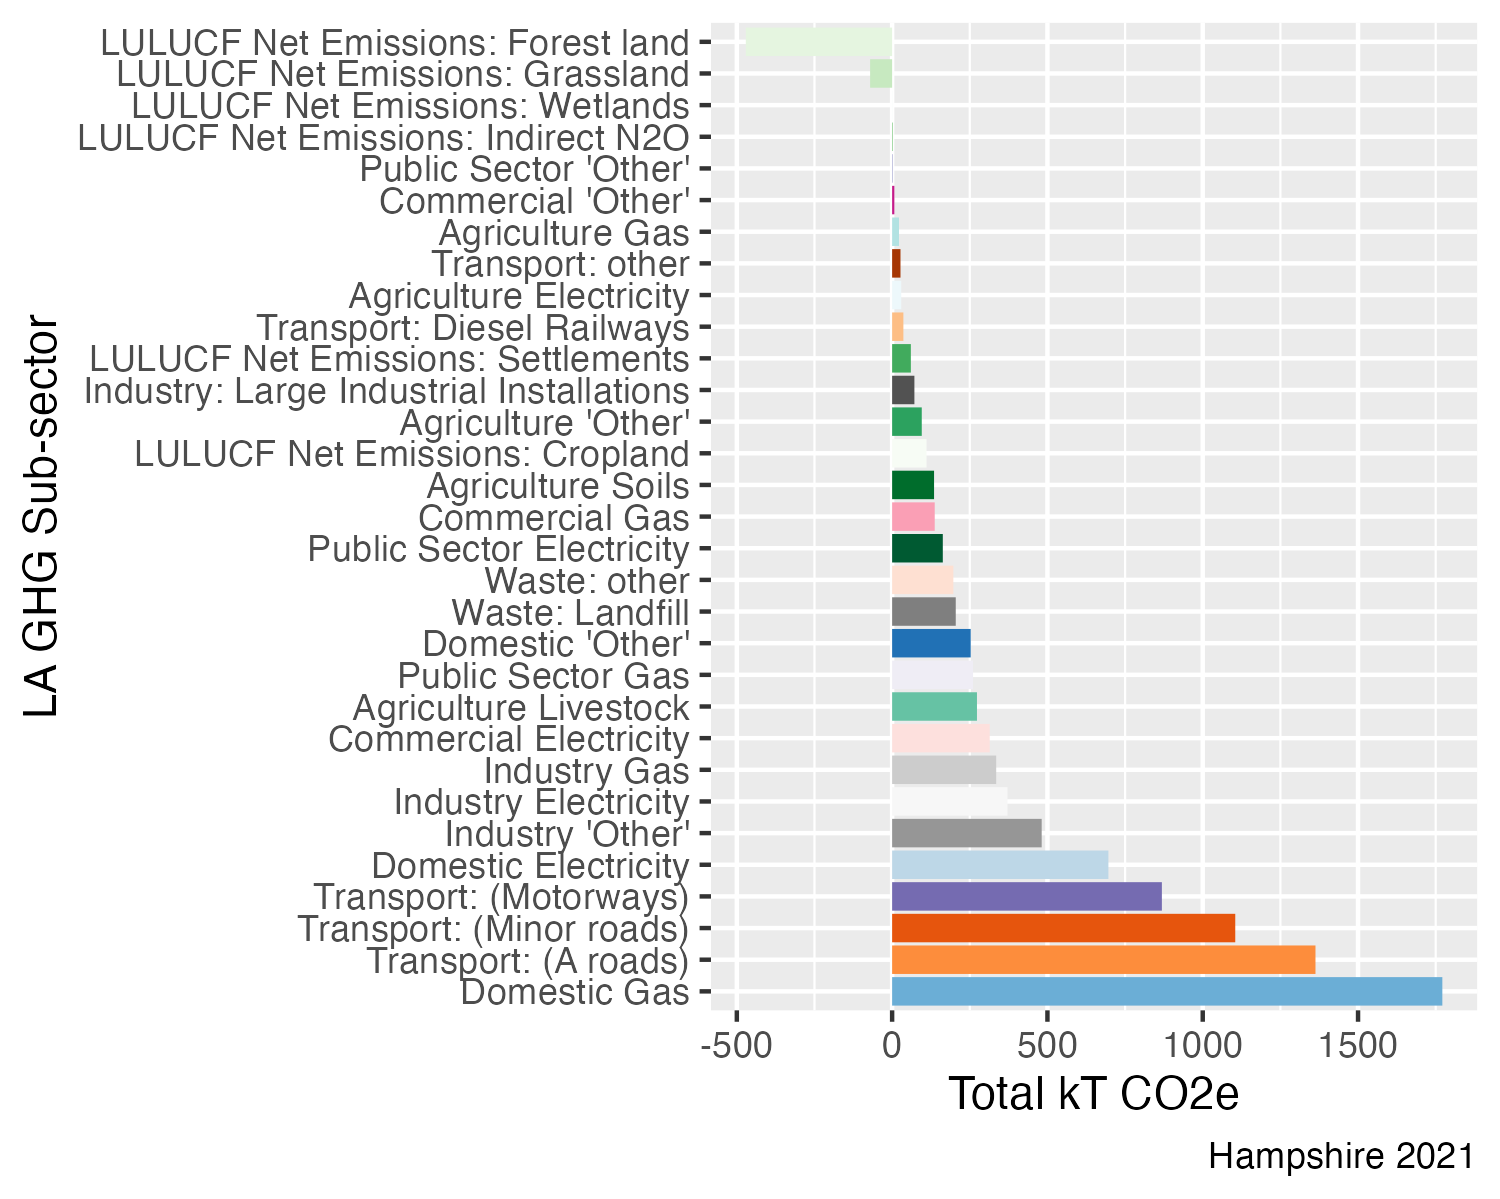 LULUCF Net Emissions: Forest land
LULUCF Net Emissions: Grassland
LULUCF Net Emissions: Wetlands
LULUCF Net Emissions: Indirect N2O
Public Sector 'Other'
Commercial 'Other'
Agriculture Gas
Transport: other
Agriculture Electricity
Transport: Diesel Railways
LULUCF Net Emissions: Settlements
Industry: Large Industrial Installations
Agriculture 'Other'
LULUCF Net Emissions: Cropland
Agriculture Soils
Commercial Gas
Public Sector Electricity
Waste: other
Waste: Landfill
Domestic 'Other'
Public Sector Gas
Agriculture Livestock
Commercial Electricity
Industry Gas
Industry Electricity
Industry 'Other'
Domestic Electricity
Transport: (Motorways)
Transport: (Minor roads)
Transport: (A roads)
Domestic Gas
LA GHG Sub-sector
-500 0 500 1000 1500
Total kT CO2e
Hampshire 2021